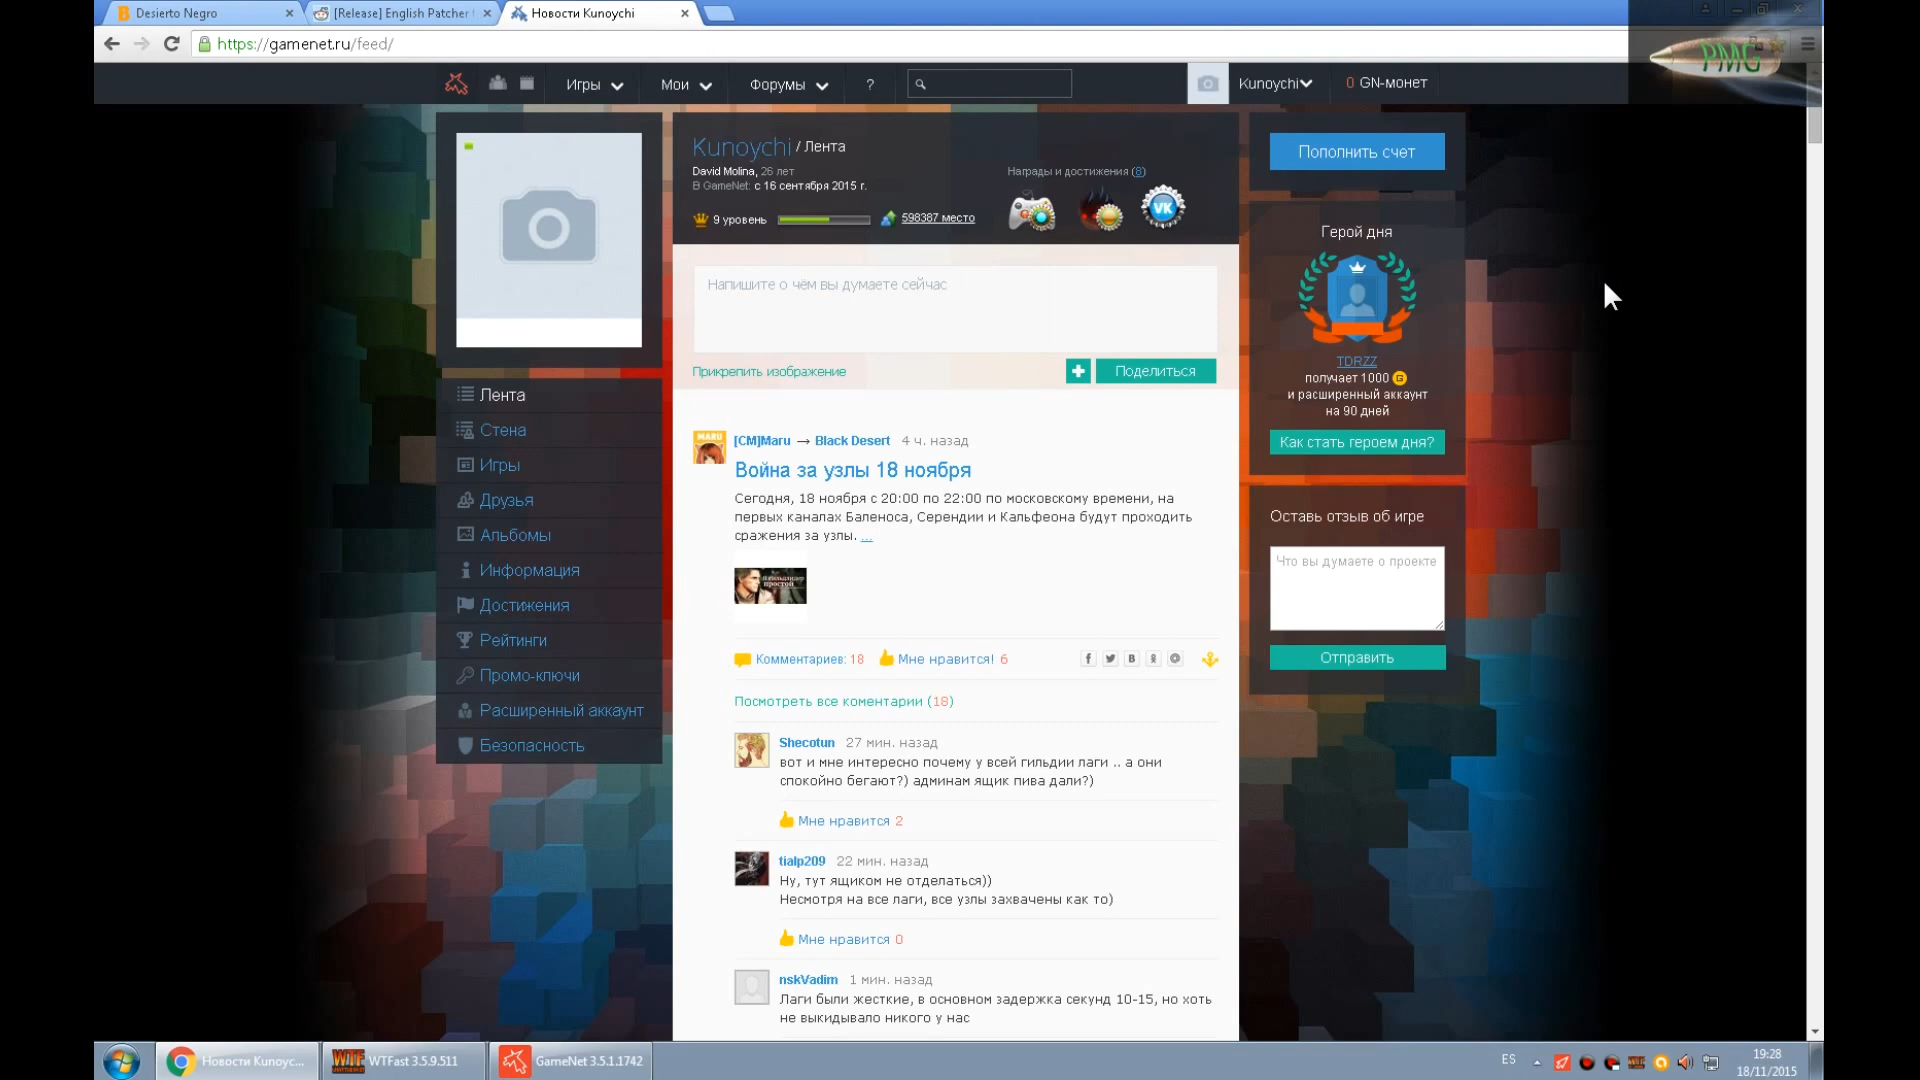 Desierto Negro
[Release] English Patcher
Новости Kunoychi
https://gamenet.ru/feed/
PMG
Игры
Мои
Форумы
?
Kunoychi
0 GN-монет
Kunoychi / Лента
David Molina, 26 лет
В GameNet: с 16 сентября 2015 г.
9 уровень
598387 место
Награды и достижения (8)
VK
Пополнить счет
Герой дня
TDRZZ
получает 1000 G
и расширенный аккаунт
на 90 дней
Как стать героем дня?
Оставь отзыв об игре
Что вы думаете о проекте
Отправить
Лента
Стена
Игры
Друзья
Альбомы
Информация
Достижения
Рейтинги
Промо-ключи
Расширенный аккаунт
Безопасность
Напишите о чём вы думаете сейчас
Прикрепить изображение
Поделиться
MARU
[CM]Maru → Black Desert 4 ч. назад
Война за узлы 18 ноября
Сегодня, 18 ноября с 20:00 по 22:00 по московскому времени, на
первых каналах Баленоса, Серендии и Кальфеона будут проходить
сражения за узлы. ...
простой
Комментариев: 18
Мне нравится! 6
Посмотреть все коментарии (18)
Shecotun 27 мин. назад
вот и мне интересно почему у всей гильдии лаги .. а они
спокойно бегают?) админам ящик пива дали?)
Мне нравится 2
tialp209 22 мин. назад
Ну, тут ящиком не отделаться))
Несмотря на все лаги, все узлы захвачены как то)
Мне нравится 0
nskVadim 1 мин. назад
Лаги были жесткие, в основном задержка секунд 10-15, но хоть
не выкидывало никого у нас
Новости Kunoyc...
WTF
WTFast 3.5.9.511
GameNet 3.5.1.1742
ES
19:28
18/11/2015